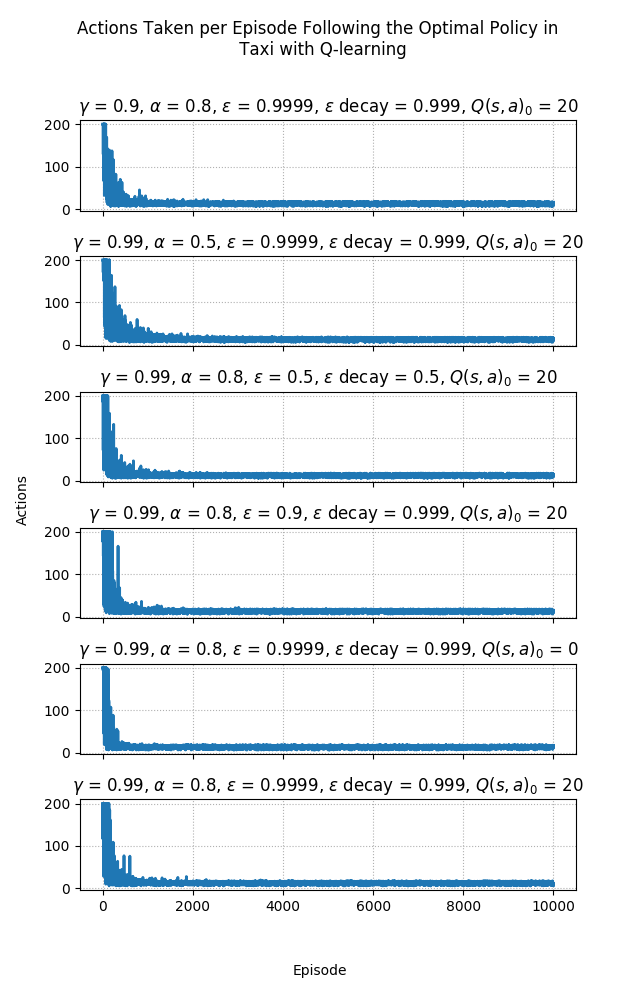 Actions Taken per Episode Following the Optimal Policy in
Taxi with Q-learning
γ = 0.9, α = 0.8, ε = 0.9999, ε decay = 0.999, Q(s, a)₀ = 20
200
100
0
γ = 0.99, α = 0.5, ε = 0.9999, ε decay = 0.999, Q(s, a)₀ = 20
200
100
0
γ = 0.99, α = 0.8, ε = 0.5, ε decay = 0.5, Q(s, a)₀ = 20
200
100
0
Actions
γ = 0.99, α = 0.8, ε = 0.9, ε decay = 0.999, Q(s, a)₀ = 20
200
100
0
γ = 0.99, α = 0.8, ε = 0.9999, ε decay = 0.999, Q(s, a)₀ = 0
200
100
0
γ = 0.99, α = 0.8, ε = 0.9999, ε decay = 0.999, Q(s, a)₀ = 20
200
100
0
0 2000 4000 6000 8000 10000
Episode